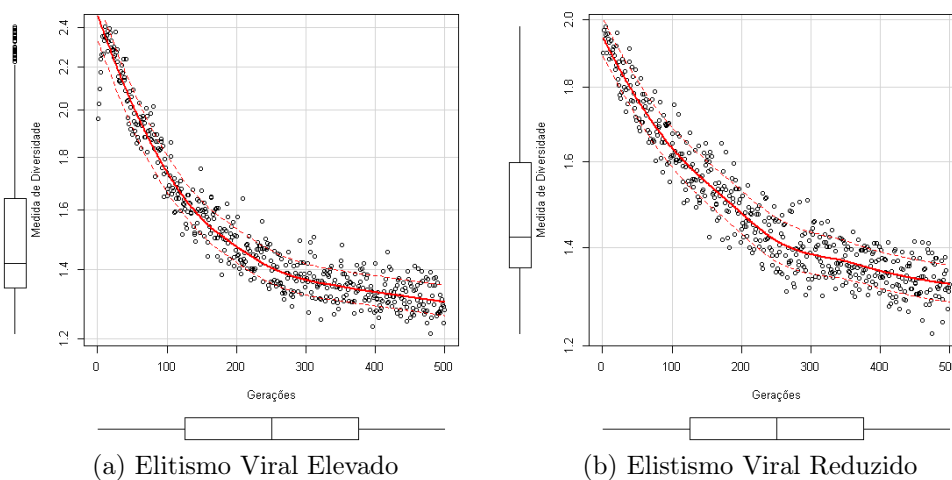 2.4
2.2
2.0
1.8
1.6
1.4
1.2
Medida de Diversidade
0 100 200 300 400 500
Gerações
(a) Elitismo Viral Elevado
2.0
1.8
1.6
1.4
1.2
Medida de Diversidade
0 100 200 300 400 500
Gerações
(b) Elistismo Viral Reduzido